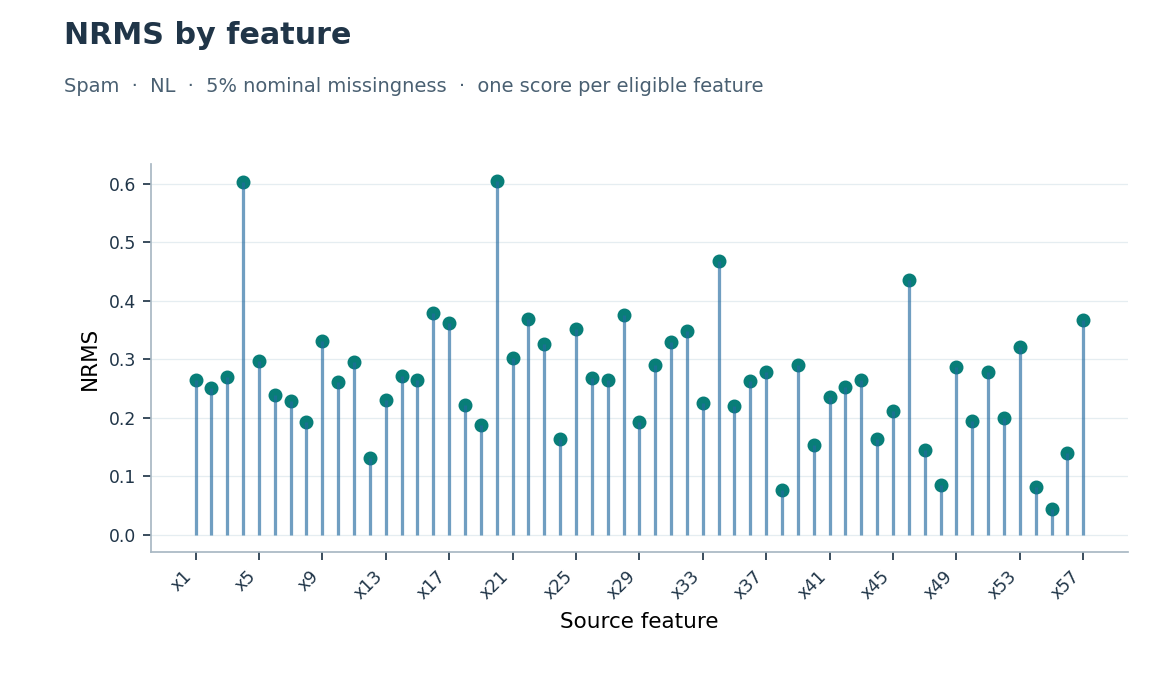 NRMS by feature
Spam · NL · 5% nominal missingness · one score per eligible feature
0.6
0.5
0.4
0.3
0.2
0.1
0.0
NRMS
x1 x5 x9 x13 x17 x21 x25 x29 x33 x37 x41 x45 x49 x53 x57
Source feature